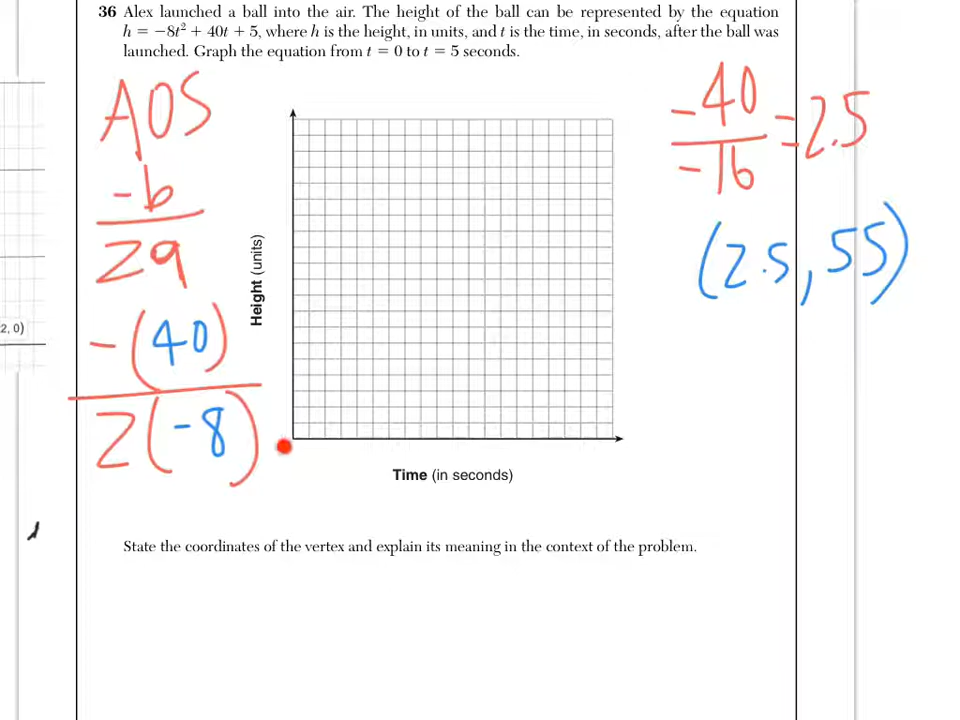 36 Alex launched a ball into the air. The height of the ball can be represented by the equation
h = −8t² + 40t + 5, where h is the height, in units, and t is the time, in seconds, after the ball was
launched. Graph the equation from t = 0 to t = 5 seconds.
AOS
-b
2a
-(40)
2(-8)
-40
-16
=2.5
(2.5,55)
Height (units)
Time (in seconds)
2, 0)
State the coordinates of the vertex and explain its meaning in the context of the problem.